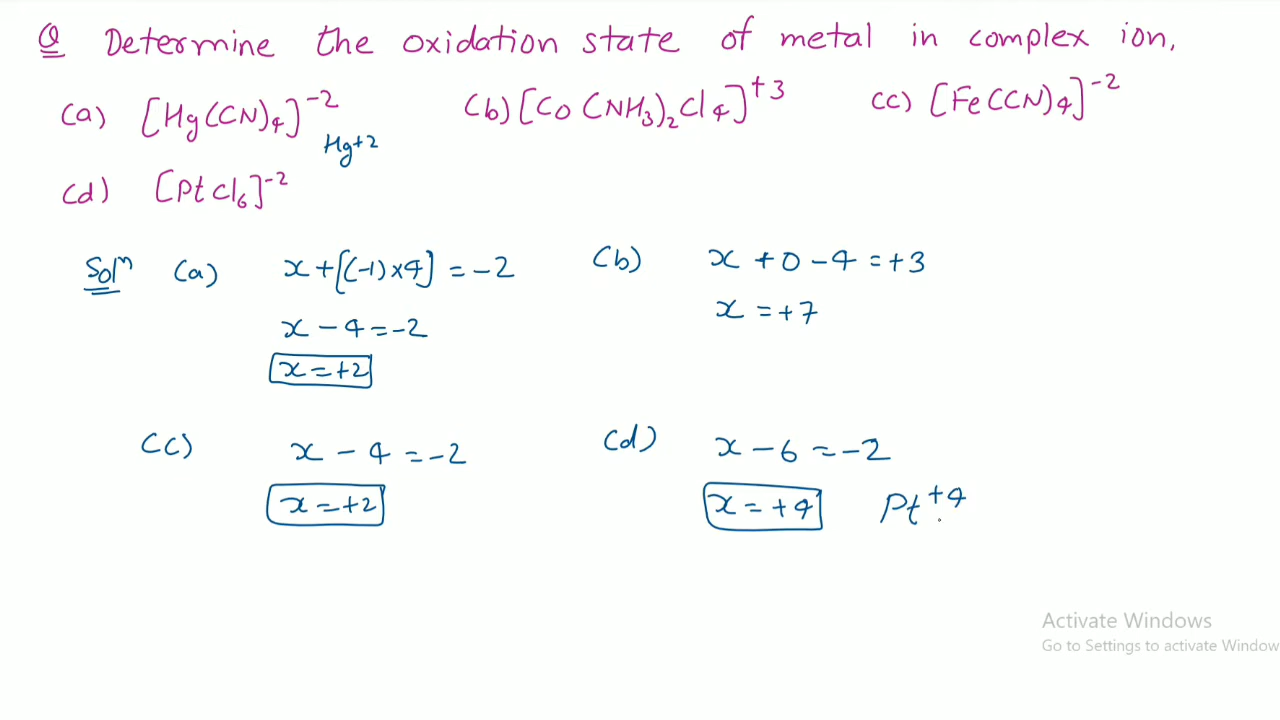 Q Determine the oxidation state of metal in complex ion,
(a) [Hg(CN)4]-2 (b) [Co(NH3)2Cl4]+3 (c) [Fe(CN)4]-2
Hg+2
(d) [PtCl6]-2
Soln (a) x+[(-1)×4] = -2 (b) x +0-4 = +3
x - 4 = -2 x = +7
x = +2
(c) x - 4 = -2 (d) x - 6 = -2
x = +2 x = +4 Pt+4
Activate Windows
Go to Settings to activate Window